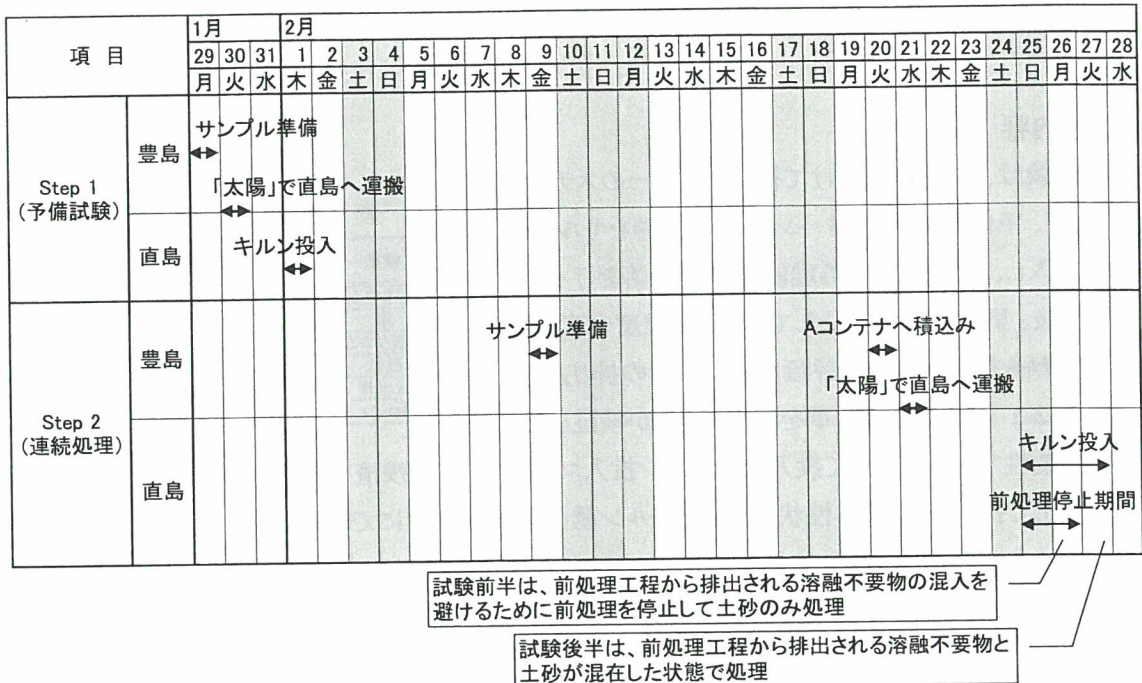 項 目
1月 2月
29 30 31 1 2 3 4 5 6 7 8 9 10 11 12 13 14 15 16 17 18 19 20 21 22 23 24 25 26 27 28
月 火 水 木 金 土 日 月 火 水 木 金 土 日 月 火 水 木 金 土 日 月 火 水 木 金 土 日 月 火 水
Step 1
(予備試験)
豊島
サンプル準備
「太陽」で直島へ運搬
直島
キルン投入
Step 2
(連続処理)
豊島
サンプル準備
Aコンテナへ積込み
「太陽」で直島へ運搬
直島
キルン投入
前処理停止期間
試験前半は、前処理工程から排出される溶融不要物の混入を
避けるために前処理を停止して土砂のみ処理
試験後半は、前処理工程から排出される溶融不要物と
土砂が混在した状態で処理